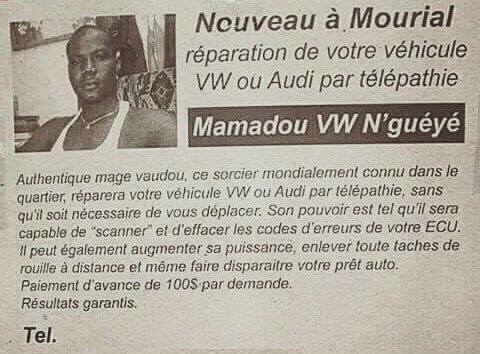 Nouveau à Mourial
réparation de votre véhicule
VW ou Audi par télépathie
Mamadou VW N'guéyé
Authentique mage vaudou, ce sorcier mondialement connu dans le
quartier, réparera votre véhicule VW ou Audi par télépathie, sans
qu'il soit nécessaire de vous déplacer. Son pouvoir est tel qu'il sera
capable de "scanner" et d'effacer les codes d'erreurs de votre ECU.
Il peut également augmenter sa puissance, enlever toute taches de
rouille à distance et même faire disparaitre votre prêt auto.
Paiement d'avance de 100$ par demande.
Résultats garantis.
Tel.